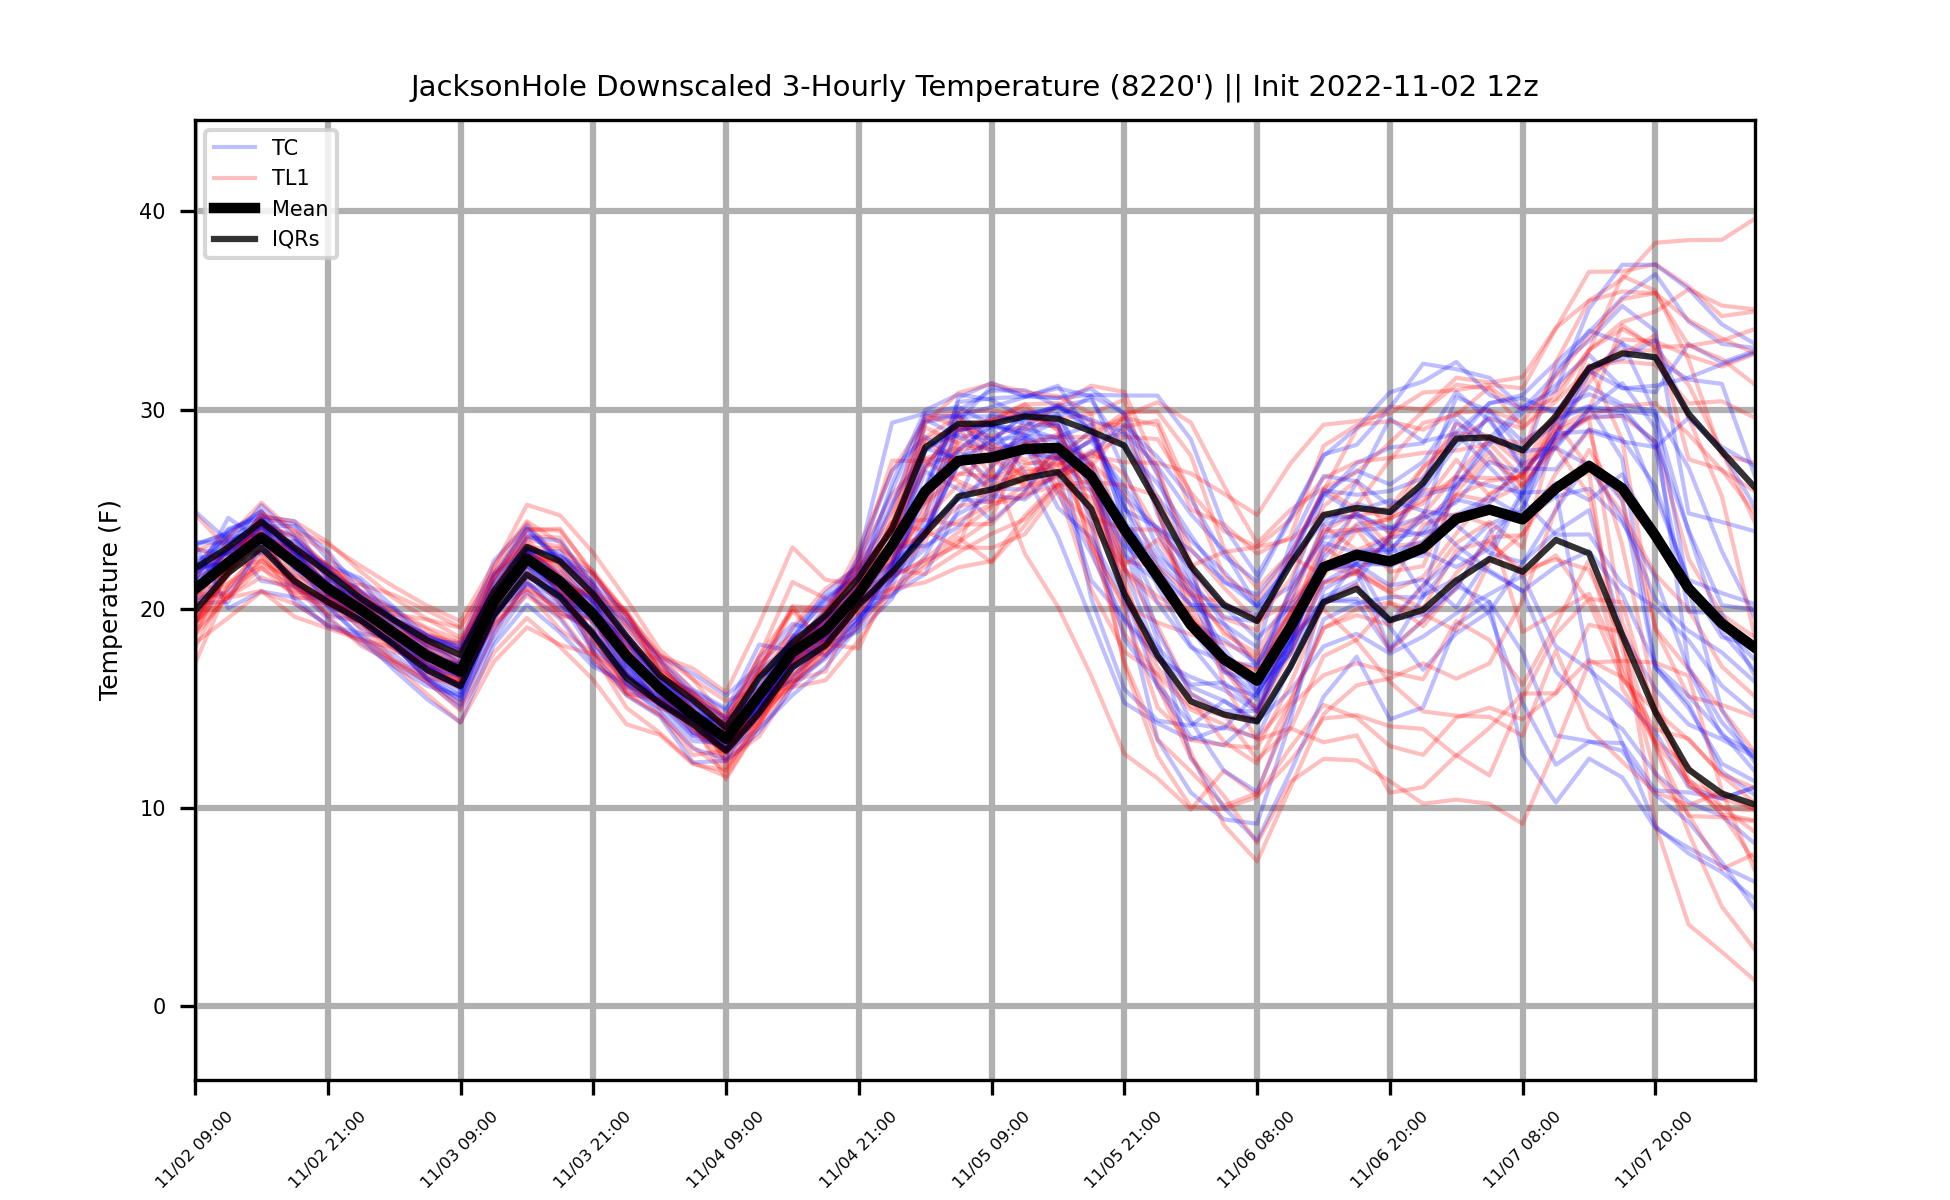 JacksonHole Downscaled 3-Hourly Temperature (8220') || Init 2022-11-02 12z
TC
TL1
Mean
IQRs
Temperature (F)
40
30
20
10
0
11/02 09:00
11/02 21:00
11/03 09:00
11/03 21:00
11/04 09:00
11/04 21:00
11/05 09:00
11/05 21:00
11/06 08:00
11/06 20:00
11/07 08:00
11/07 20:00